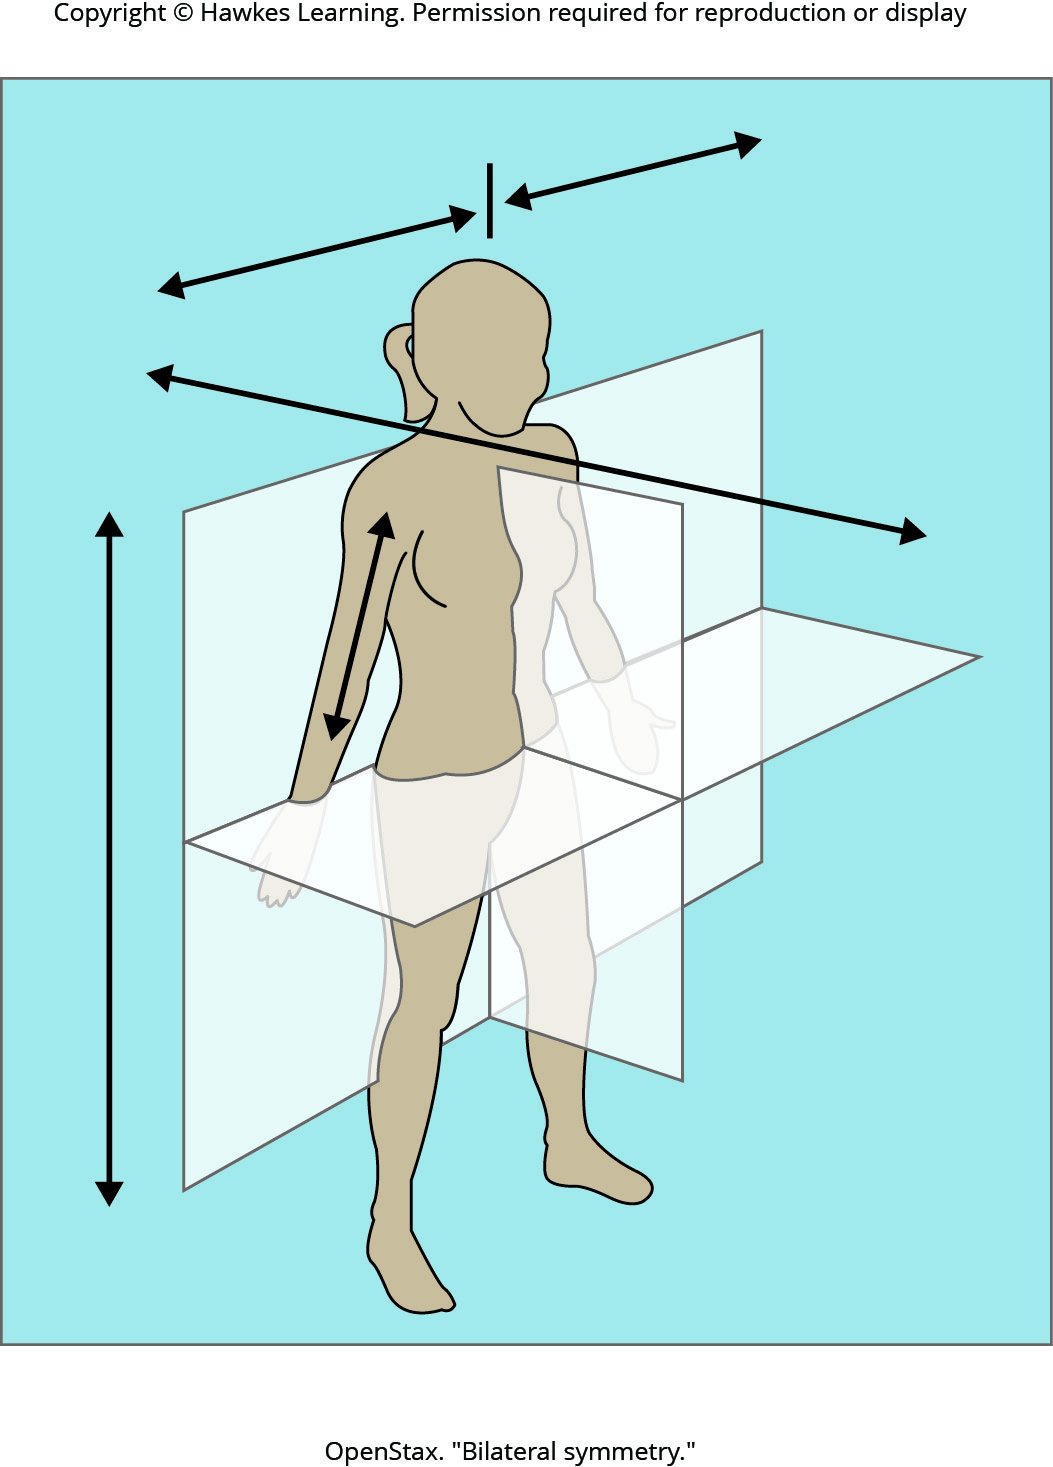 Copyright © Hawkes Learning. Permission required for reproduction or display
OpenStax. "Bilateral symmetry."